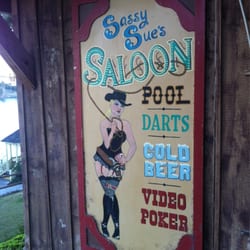 Sassy
Sue's
SALOON
POOL
DARTS
COLD
BEER
VIDEO
POKER